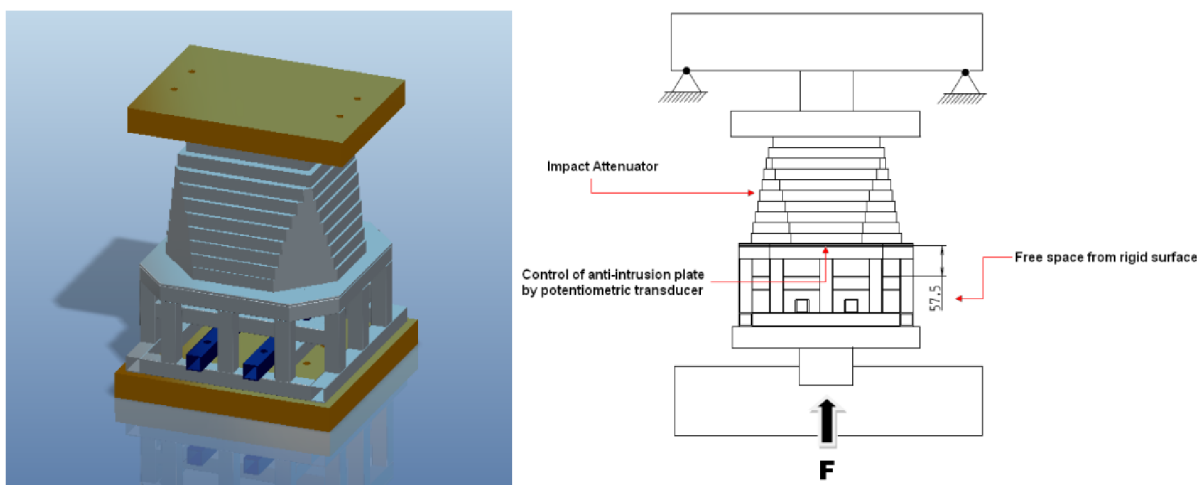 Impact Attenuator
Control of anti-intrusion plate
by potentiometric transducer
Free space from rigid surface
57,5
F